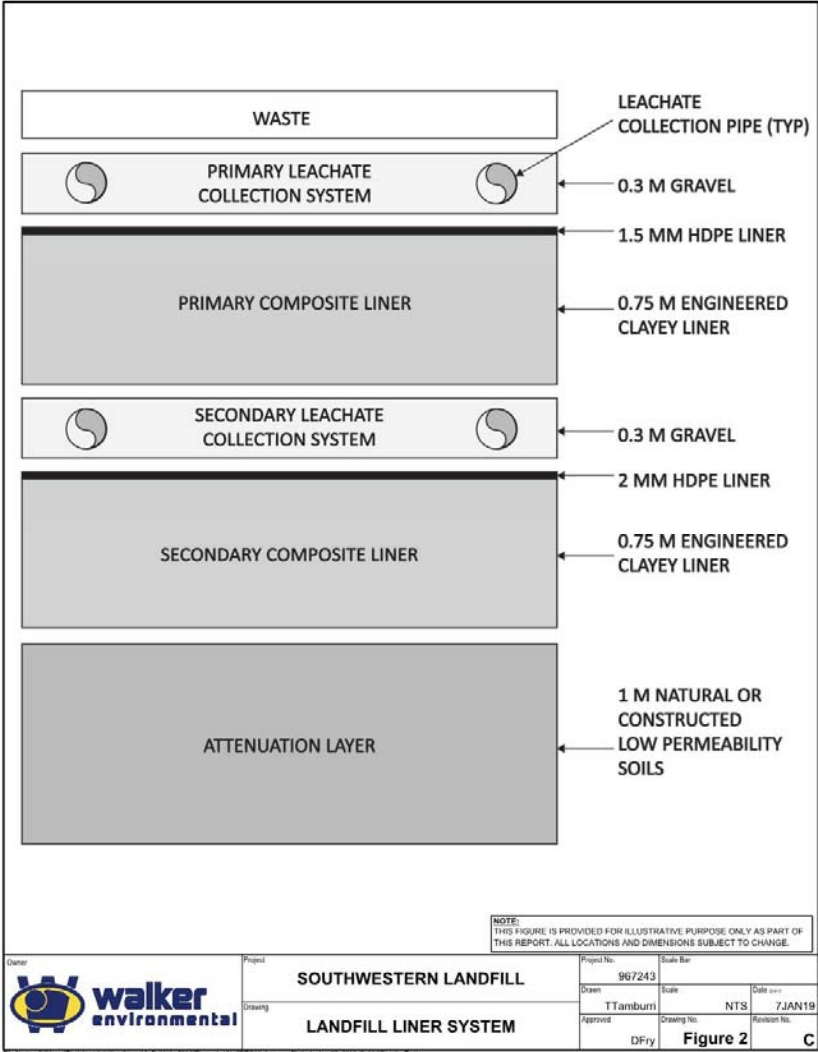 WASTE
LEACHATE
COLLECTION PIPE (TYP)
PRIMARY LEACHATE
COLLECTION SYSTEM
0.3 M GRAVEL
1.5 MM HDPE LINER
PRIMARY COMPOSITE LINER
0.75 M ENGINEERED
CLAYEY LINER
SECONDARY LEACHATE
COLLECTION SYSTEM
0.3 M GRAVEL
2 MM HDPE LINER
SECONDARY COMPOSITE LINER
0.75 M ENGINEERED
CLAYEY LINER
ATTENUATION LAYER
1 M NATURAL OR
CONSTRUCTED
LOW PERMEABILITY
SOILS
NOTE:
THIS FIGURE IS PROVIDED FOR ILLUSTRATIVE PURPOSE ONLY AS PART OF
THIS REPORT. ALL LOCATIONS AND DIMENSIONS SUBJECT TO CHANGE.
Owner
walker
environmental
Project
SOUTHWESTERN LANDFILL
Drawing
LANDFILL LINER SYSTEM
Project No.
967243
Scale Bar
Drawn
TTamburri
Scale
NTS
Date
7JAN19
Approved
DFry
Drawing No.
Figure 2
Revision No.
C